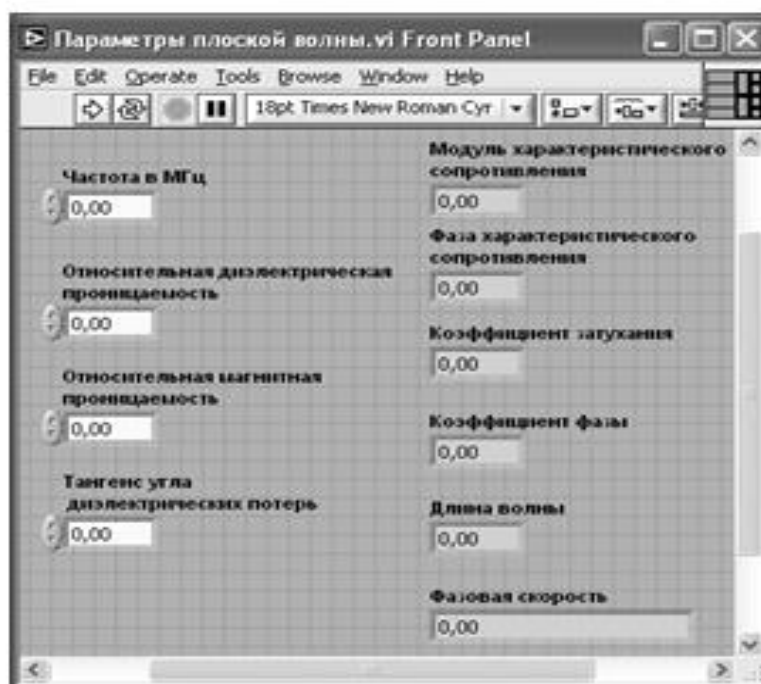 Параметры плоской волны.vi Front Panel
File Edit Operate Tools Browse Window Help
18pt Times New Roman Cyr
Частота в МГц
0,00
Относительная диэлектрическая
проницаемость
0,00
Относительная магнитная
проницаемость
0,00
Тангенс угла
диэлектрических потерь
0,00
Модуль характеристического
сопротивления
0,00
Фаза характеристического
сопротивления
0,00
Коэффициент затухания
0,00
Коэффициент фазы
0,00
Длина волны
0,00
Фазовая скорость
0,00